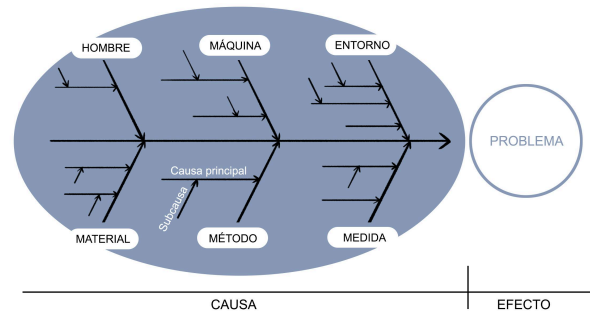 HOMBRE
MÁQUINA
ENTORNO
PROBLEMA
Causa principal
Subcausa
MATERIAL
MÉTODO
MEDIDA
CAUSA
EFECTO